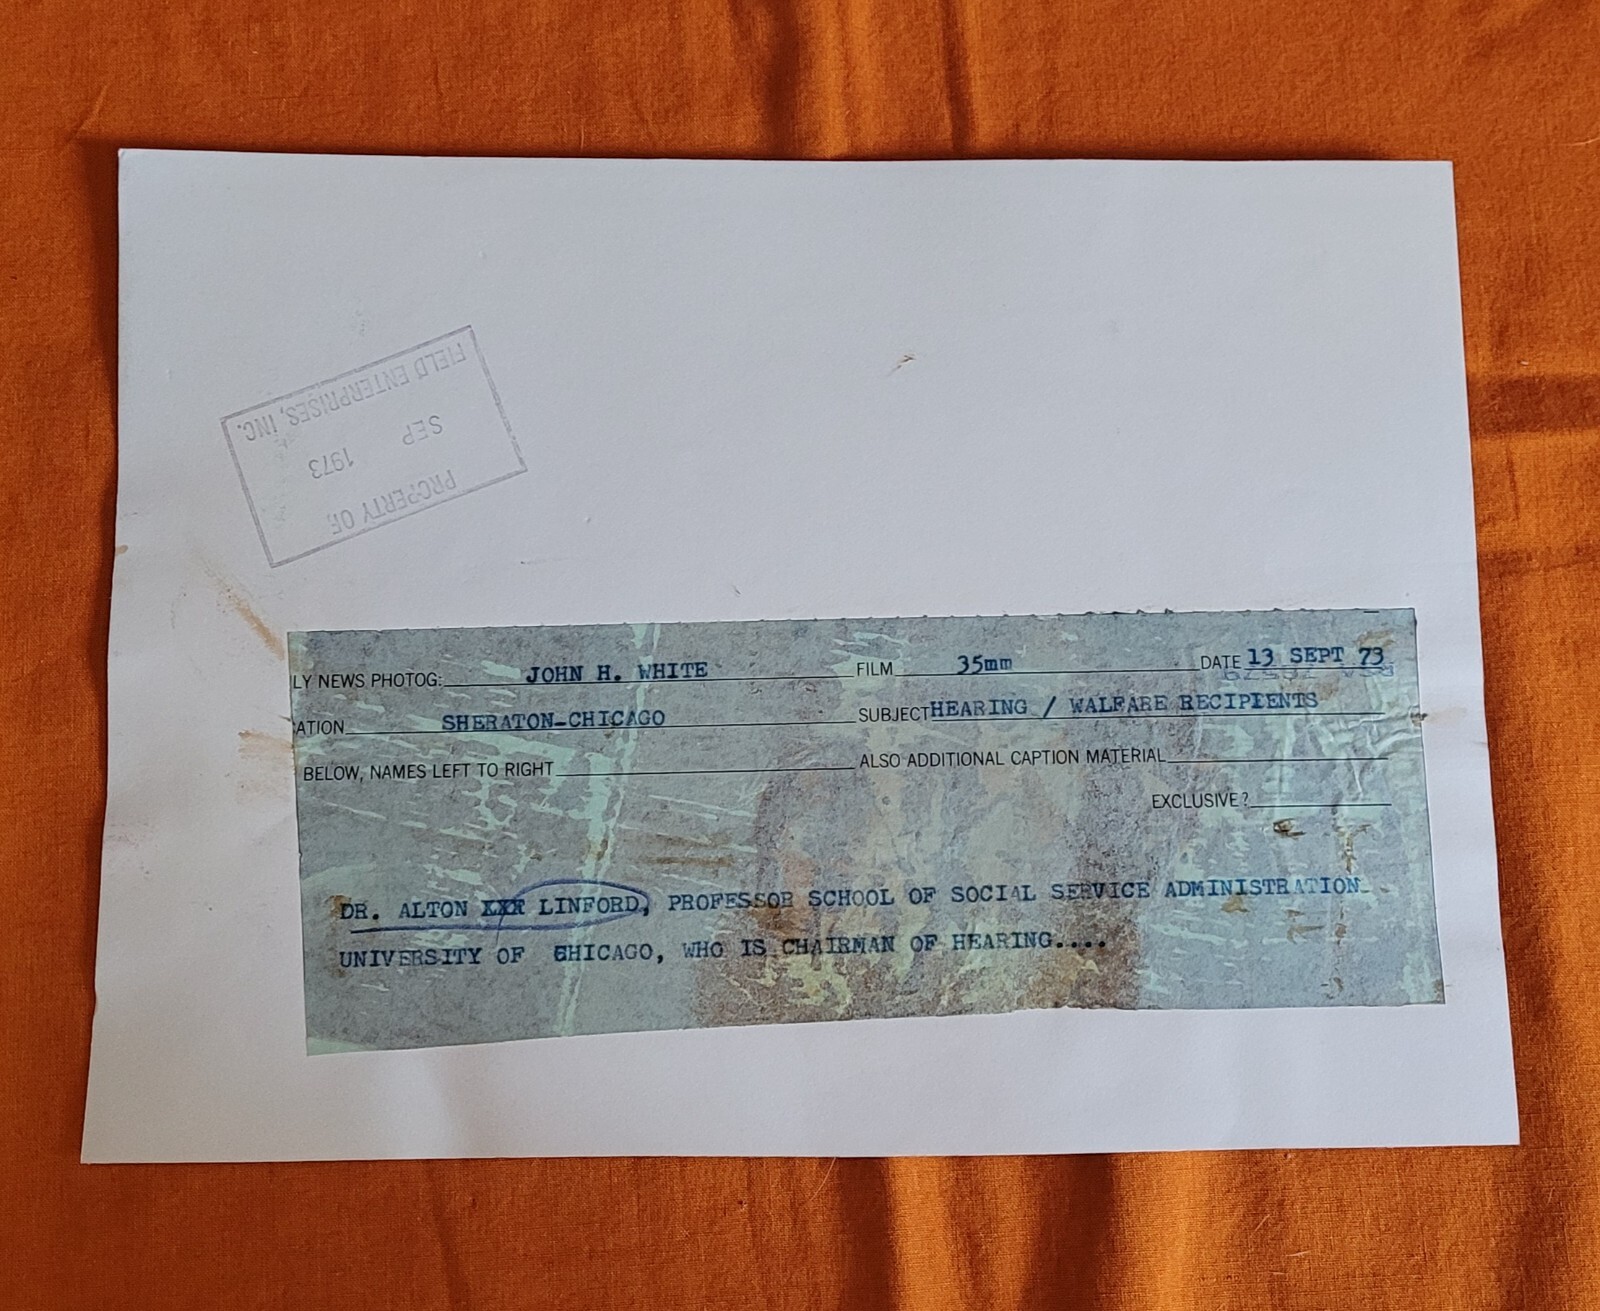 PROPERTY OF
SEP 1973
FIELD ENTERPRISES, INC.
LY NEWS PHOTOG: JOHN H. WHITE FILM 35mm DATE 13 SEPT 73
ATION SHERATON-CHICAGO SUBJECT HEARING / WALFARE RECIPIENTS
BELOW, NAMES LEFT TO RIGHT ALSO ADDITIONAL CAPTION MATERIAL
EXCLUSIVE?
DR. ALTON LINFORD, PROFESSOR SCHOOL OF SOCIAL SERVICE ADMINISTRATION
UNIVERSITY OF CHICAGO, WHO IS CHAIRMAN OF HEARING....